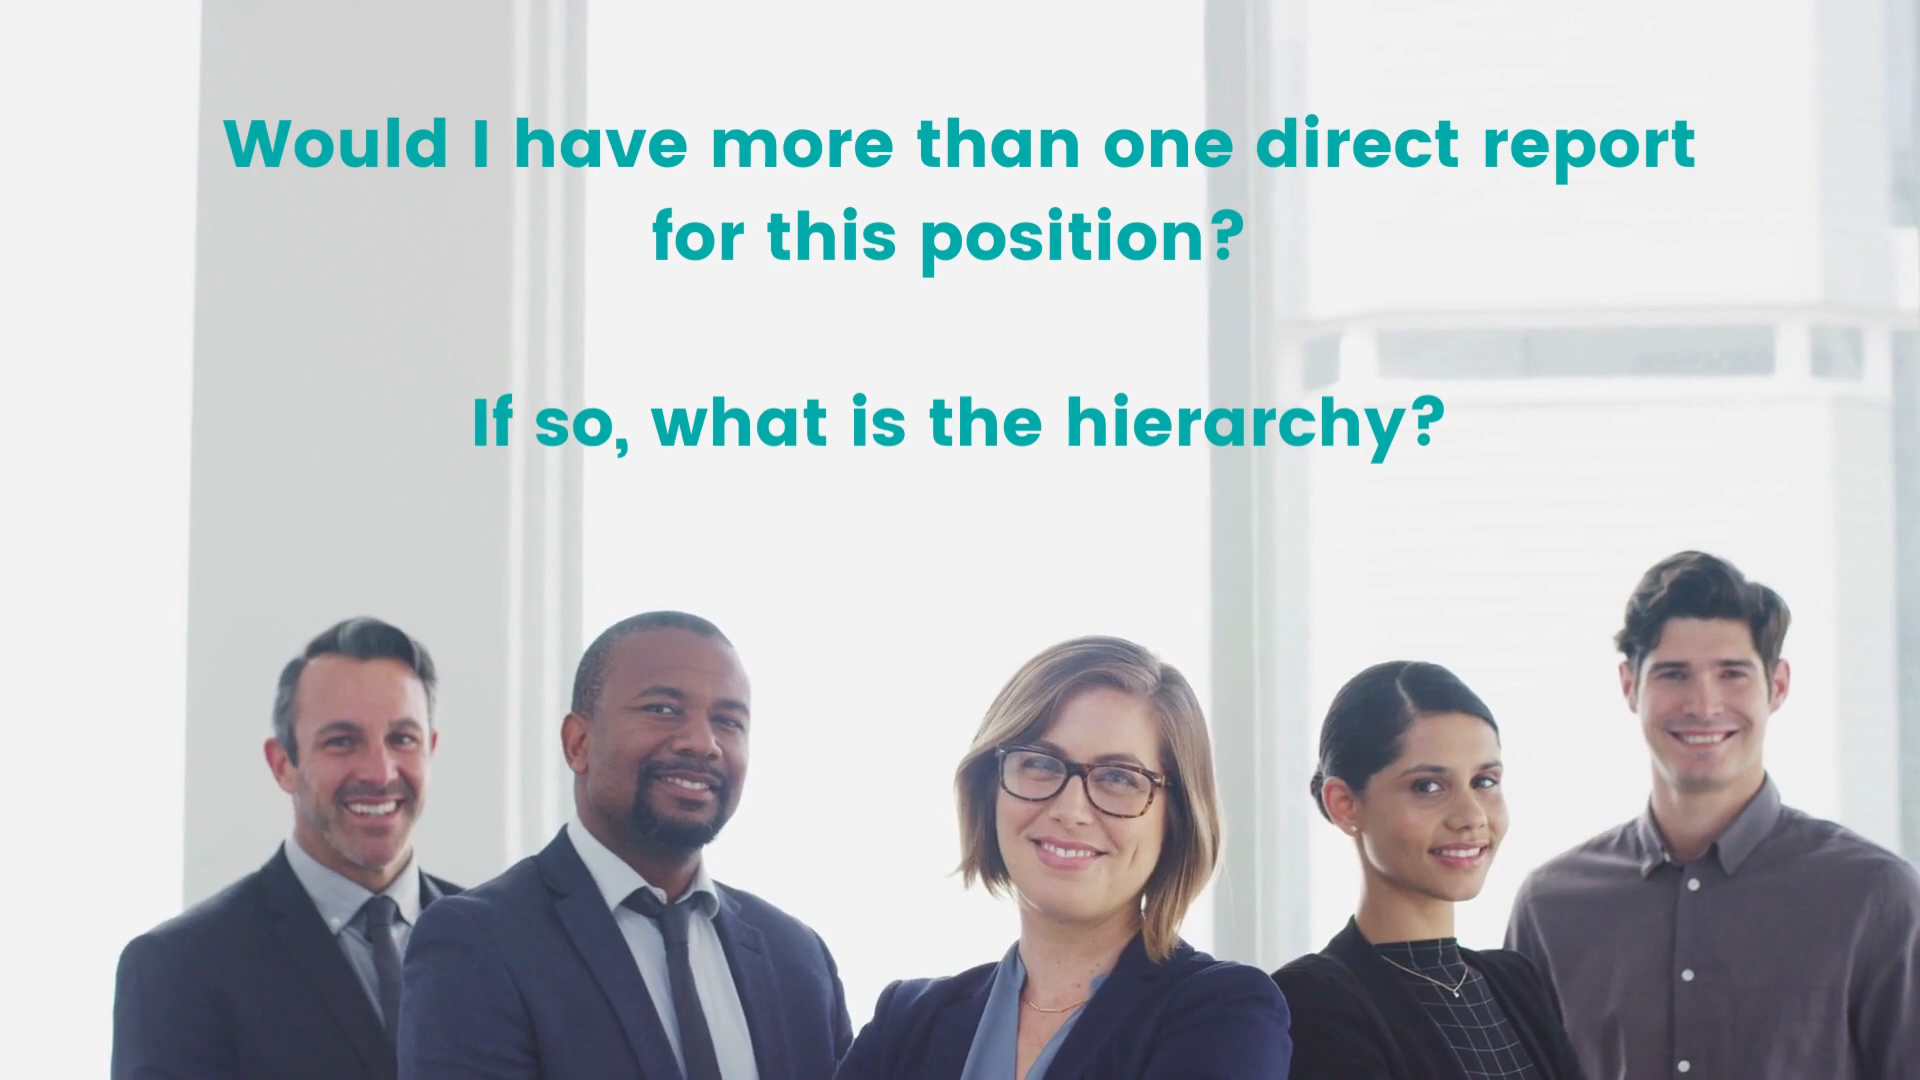 Would I have more than one direct report
for this position?
If so, what is the hierarchy?